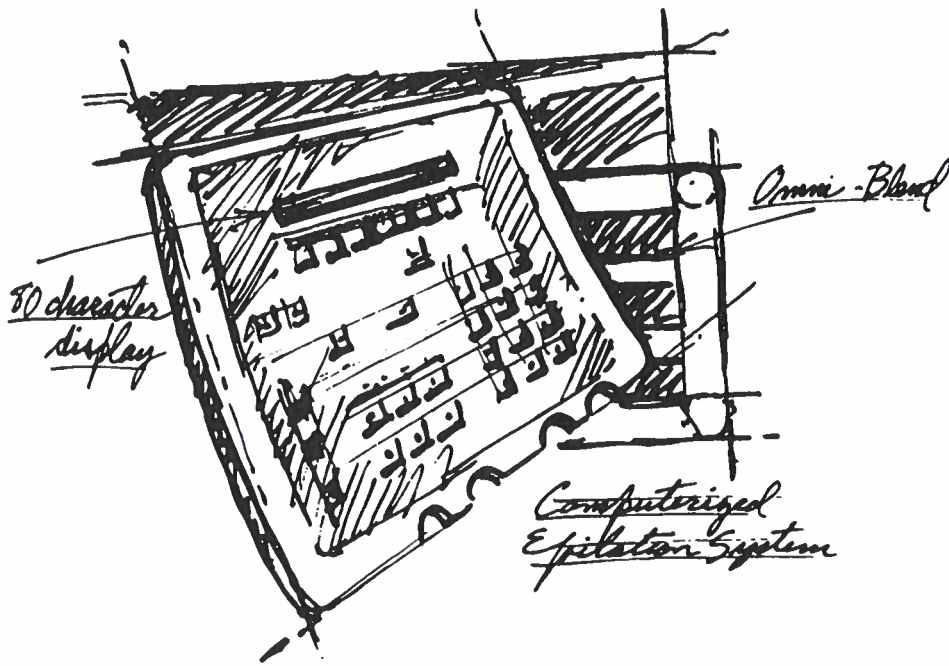 Omni-Blend
80 character
display
Computerized
Epilation System